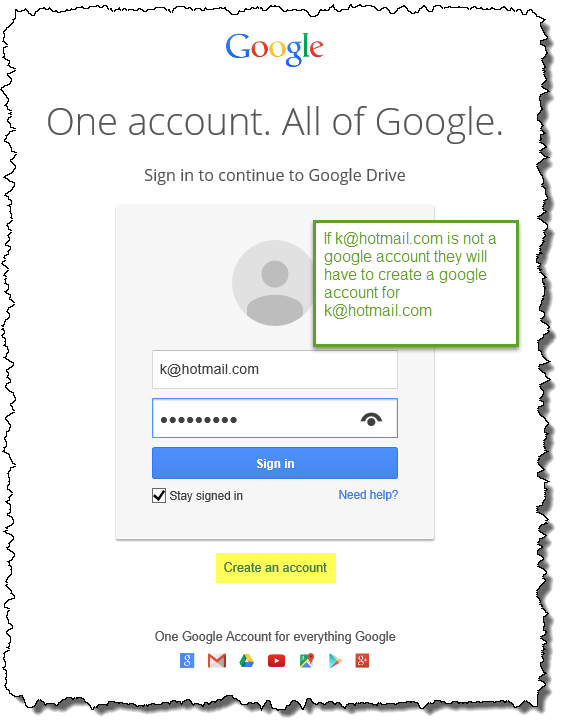 Google
One account. All of Google.
Sign in to continue to Google Drive
If k@hotmail.com is not a
google account they will
have to create a google
account for
k@hotmail.com
k@hotmail.com
●●●●●●●●●
Sign in
Stay signed in
Need help?
Create an account
One Google Account for everything Google